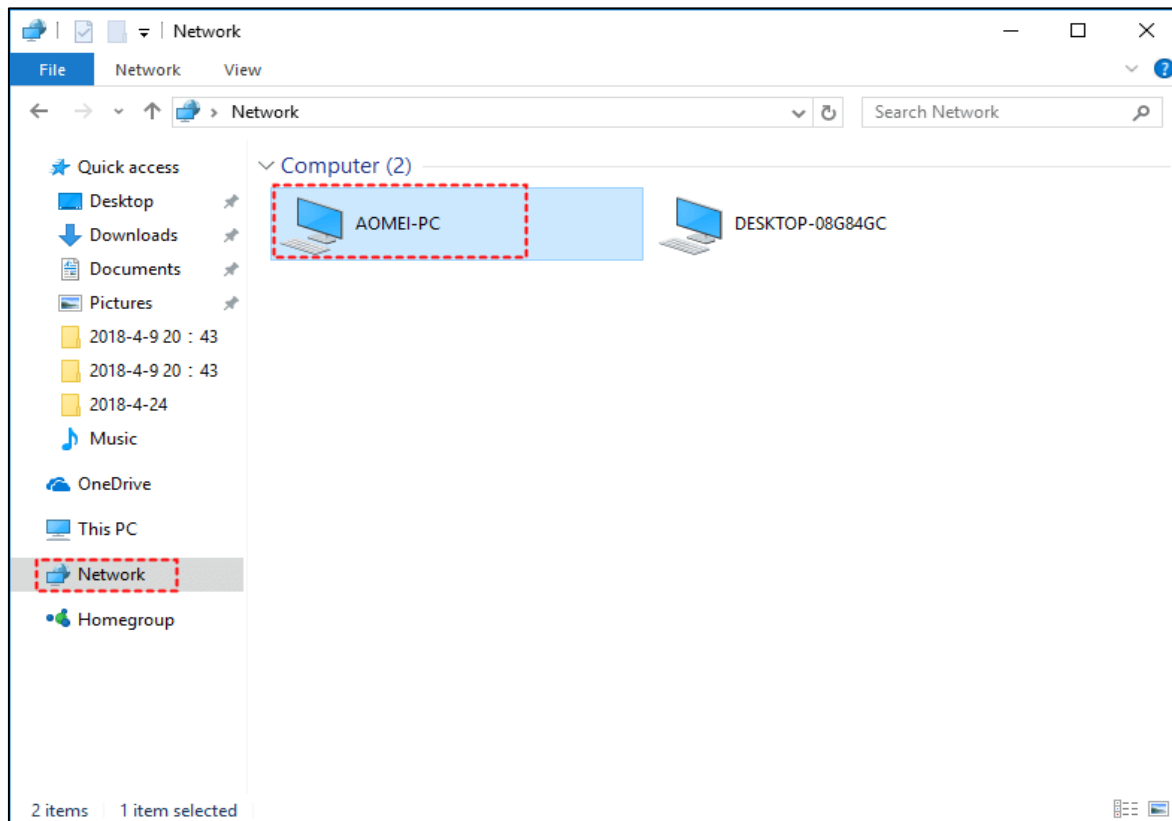 Network
File Network View
Network
Search Network
Quick access
Desktop
Downloads
Documents
Pictures
2018-4-9 20：43
2018-4-9 20：43
2018-4-24
Music
OneDrive
This PC
Network
Homegroup
Computer (2)
AOMEI-PC
DESKTOP-08G84GC
2 items 1 item selected